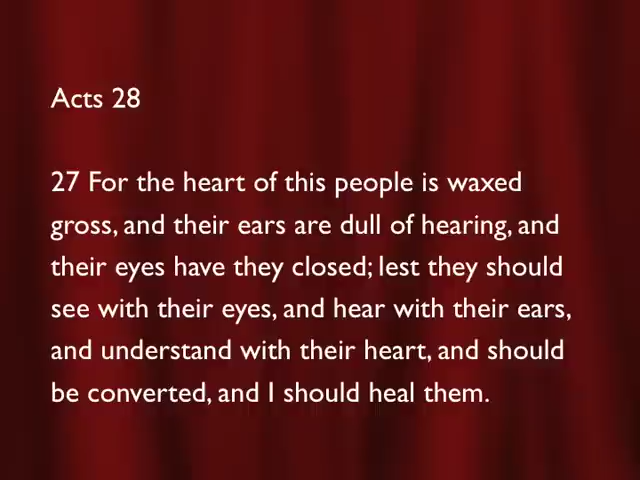 Acts 28
27 For the heart of this people is waxed
gross, and their ears are dull of hearing, and
their eyes have they closed; lest they should
see with their eyes, and hear with their ears,
and understand with their heart, and should
be converted, and I should heal them.